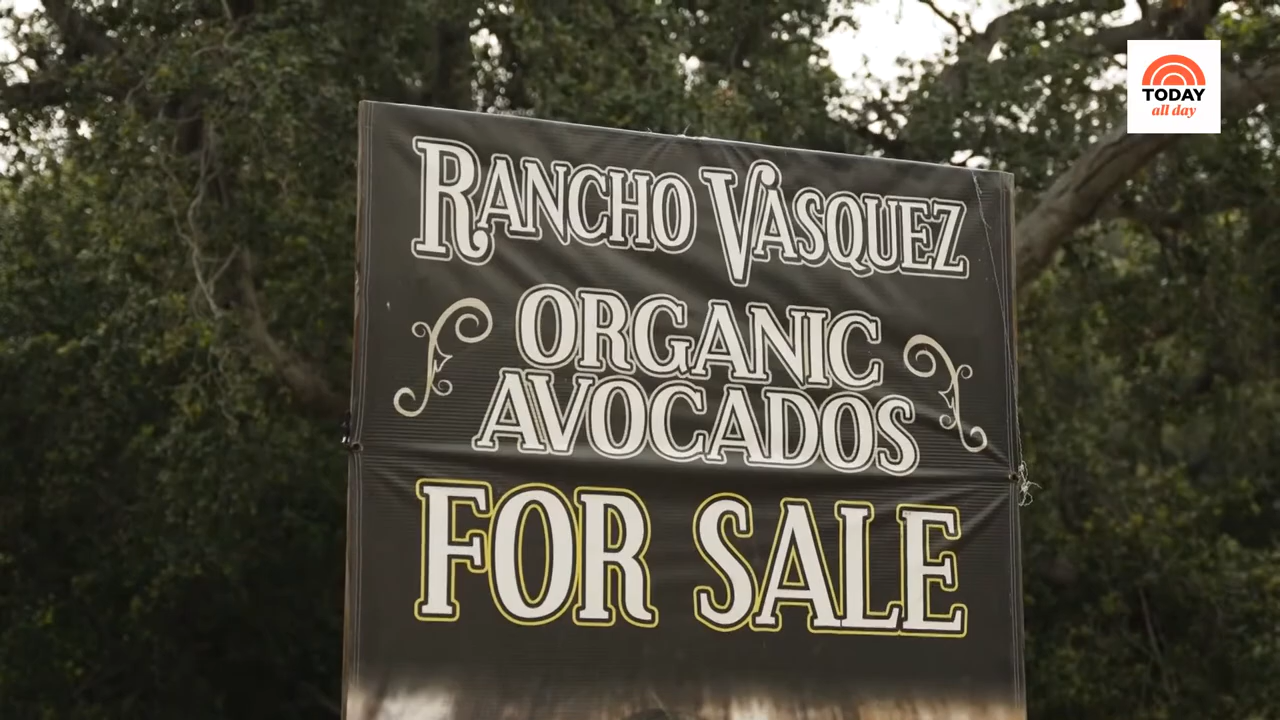 RANCHO VASQUEZ
ORGANIC
AVOCADOS
FOR SALE
TODAY
all day